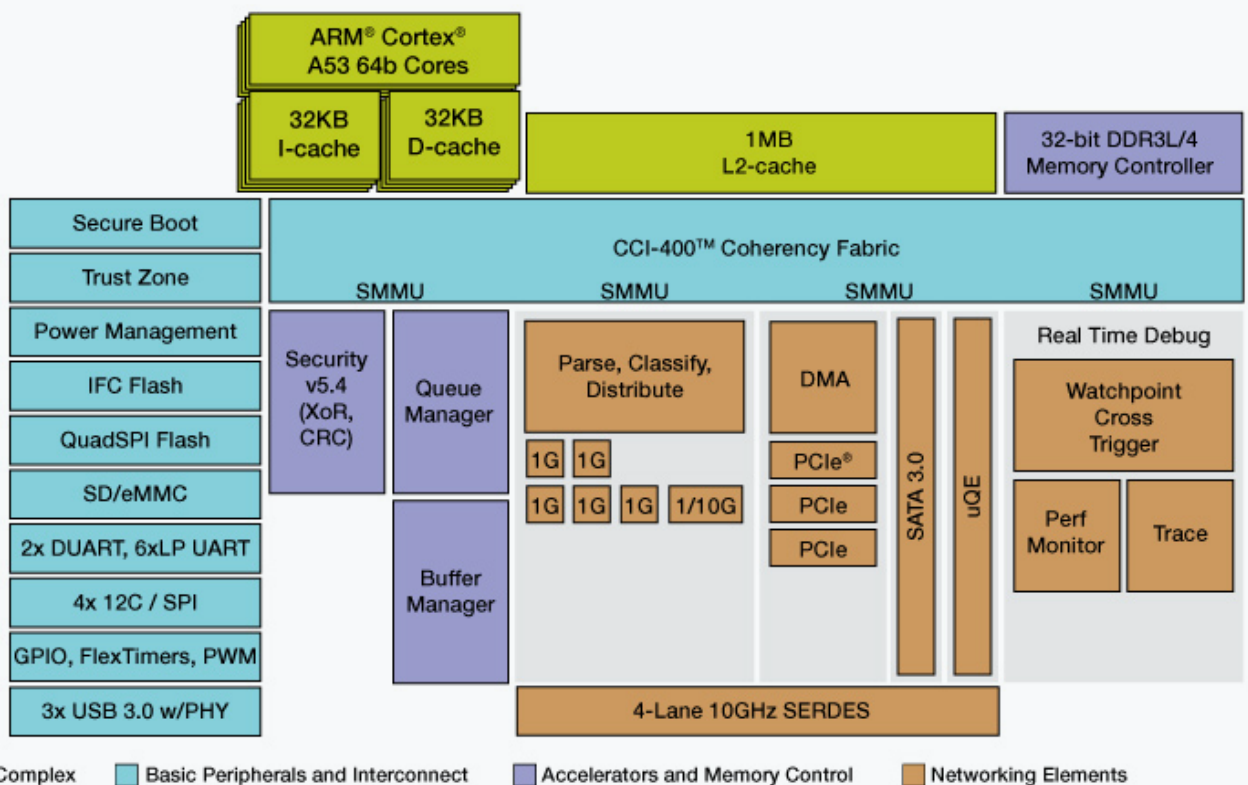 ARM® Cortex®
A53 64b Cores
32KB
I-cache
32KB
D-cache
1MB
L2-cache
32-bit DDR3L/4
Memory Controller
Secure Boot
Trust Zone
Power Management
IFC Flash
QuadSPI Flash
SD/eMMC
2x DUART, 6xLP UART
4x 12C / SPI
GPIO, FlexTimers, PWM
3x USB 3.0 w/PHY
CCI-400™ Coherency Fabric
SMMU
SMMU
SMMU
SMMU
Security
v5.4
(XoR,
CRC)
Queue
Manager
Buffer
Manager
Parse, Classify,
Distribute
1G 1G
1G 1G 1G 1/10G
DMA
PCIe®
PCIe
PCIe
SATA 3.0
uQE
4-Lane 10GHz SERDES
Real Time Debug
Watchpoint
Cross
Trigger
Perf
Monitor
Trace
Complex
Basic Peripherals and Interconnect
Accelerators and Memory Control
Networking Elements